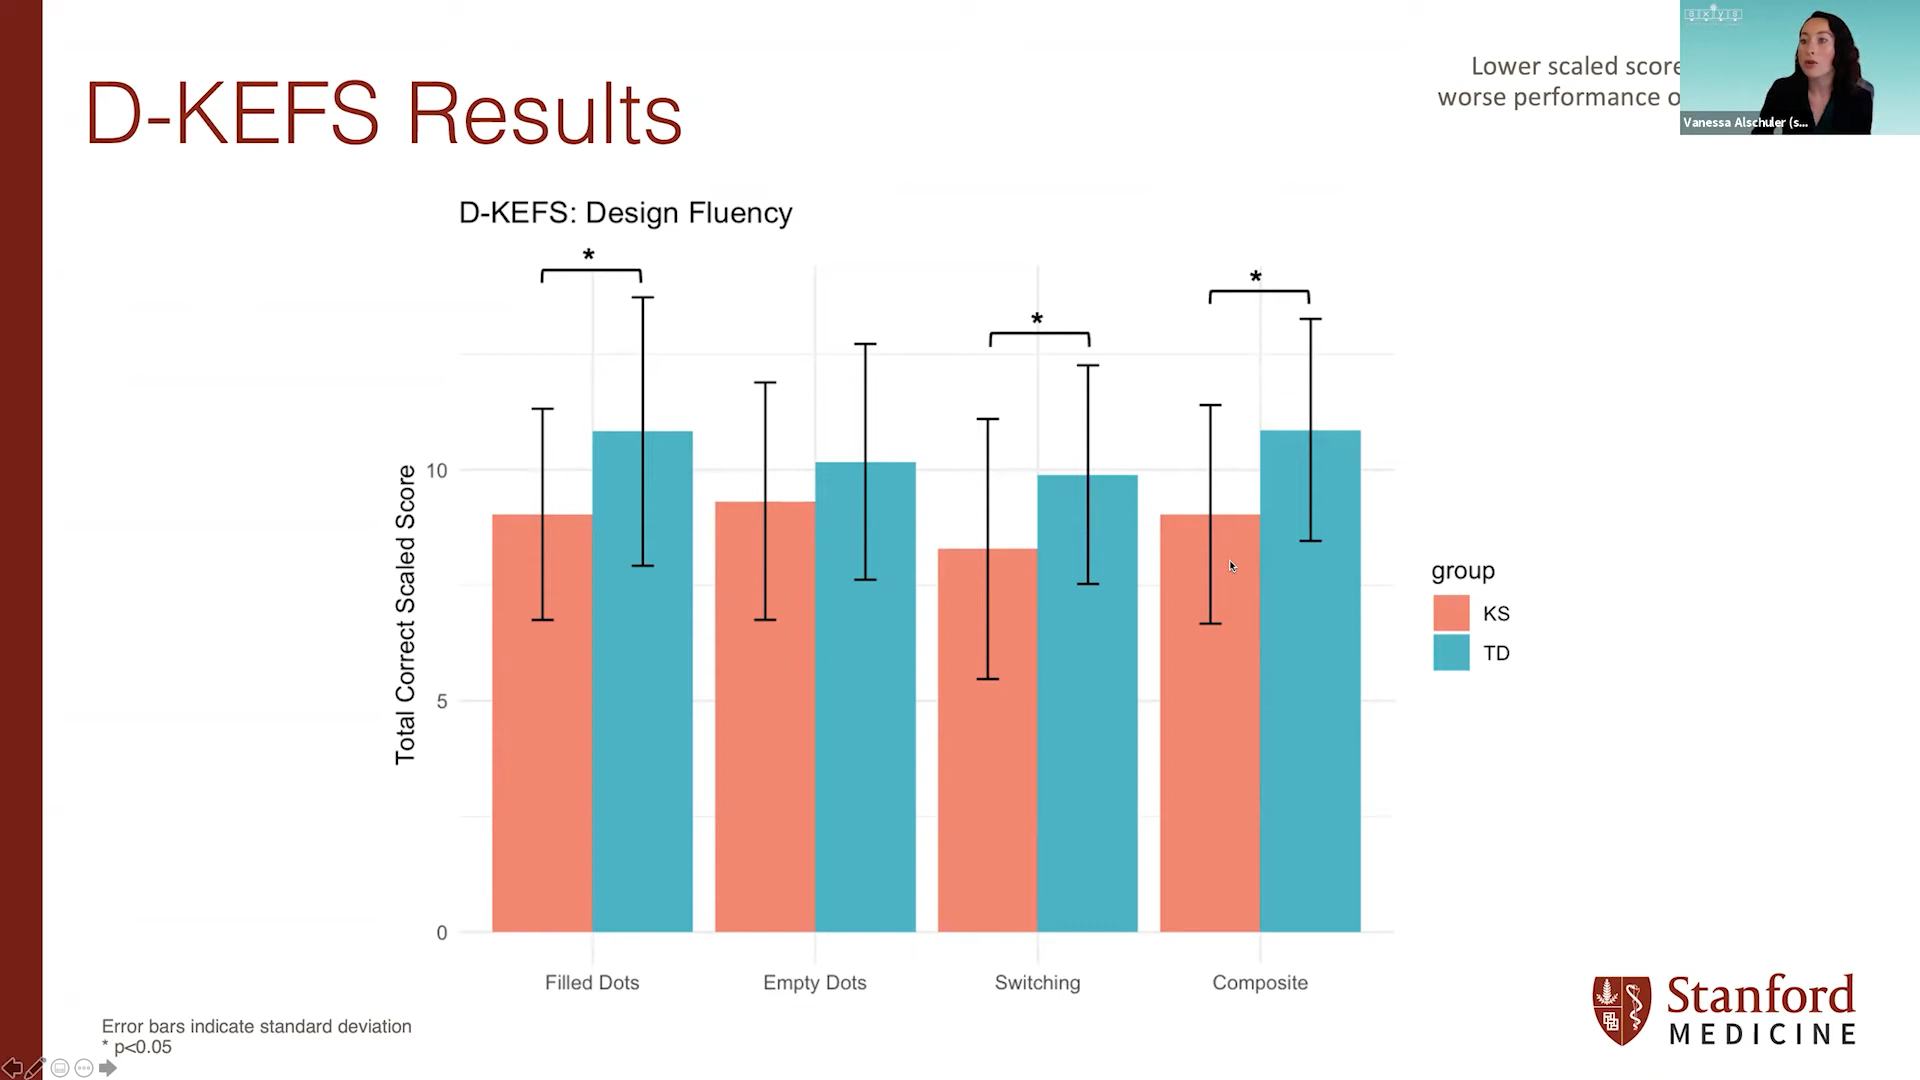 D-KEFS Results
Lower scaled score
worse performance o
axys
Vanessa Alschuler (s...
D-KEFS: Design Fluency
*
*
*
Total Correct Scaled Score
10
5
0
Filled Dots
Empty Dots
Switching
Composite
group
KS
TD
Error bars indicate standard deviation
* p<0.05
Stanford
MEDICINE